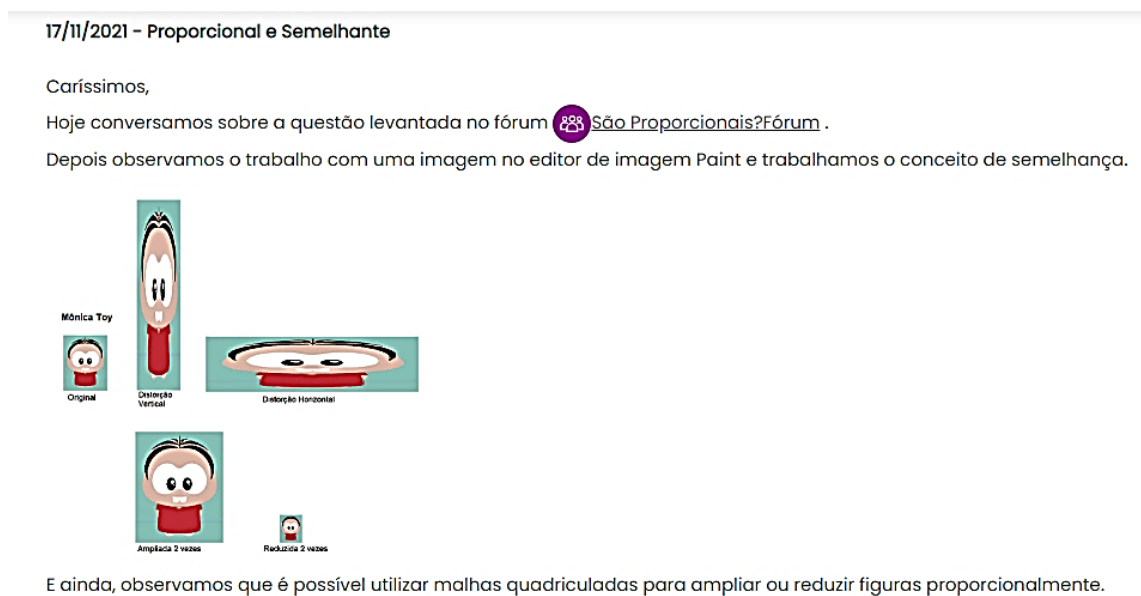 17/11/2021 - Proporcional e Semelhante
Caríssimos,
Hoje conversamos sobre a questão levantada no fórum São Proporcionais?Fórum .
Depois observamos o trabalho com uma imagem no editor de imagem Paint e trabalhamos o conceito de semelhança.
Mônica Toy
Original
Distorção
Vertical
Distorção Horizontal
Ampliada 2 vezes
Reduzida 2 vezes
E ainda, observamos que é possível utilizar malhas quadriculadas para ampliar ou reduzir figuras proporcionalmente.